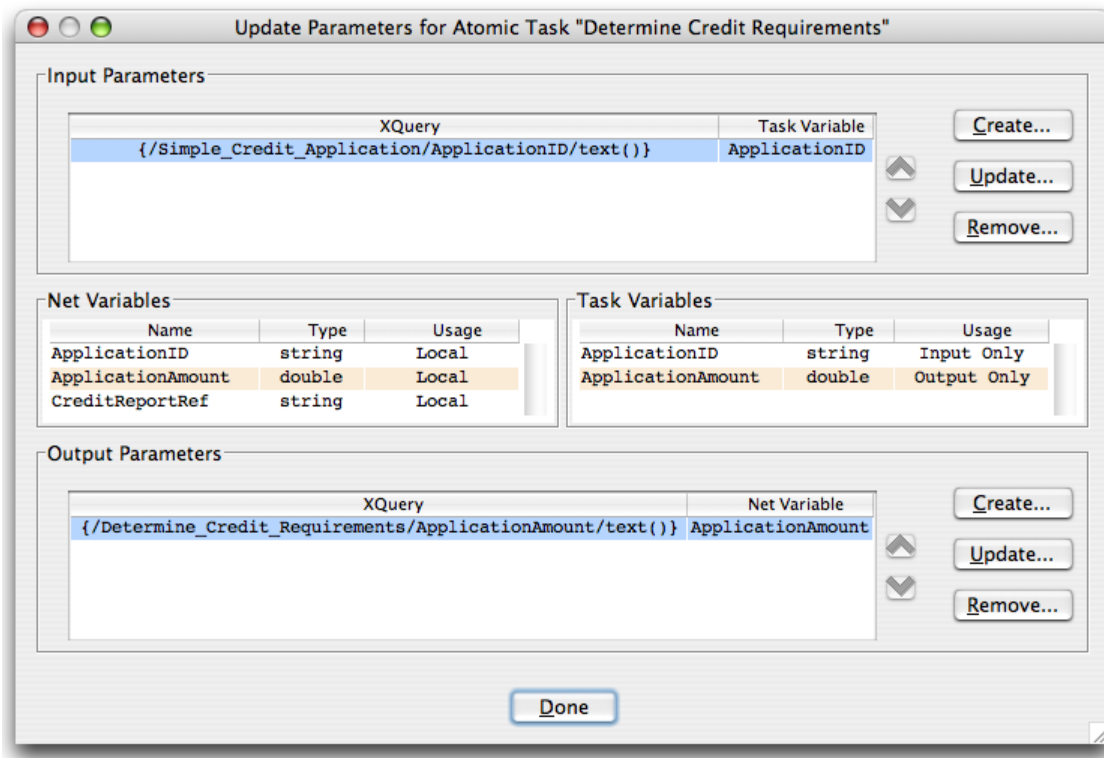 Update Parameters for Atomic Task "Determine Credit Requirements"
Input Parameters
XQuery Task Variable
{/Simple_Credit_Application/ApplicationID/text()} ApplicationID
Create...
Update...
Remove...
Net Variables
Name Type Usage
ApplicationID string Local
ApplicationAmount double Local
CreditReportRef string Local
Task Variables
Name Type Usage
ApplicationID string Input Only
ApplicationAmount double Output Only
Output Parameters
XQuery Net Variable
{/Determine_Credit_Requirements/ApplicationAmount/text()} ApplicationAmount
Create...
Update...
Remove...
Done